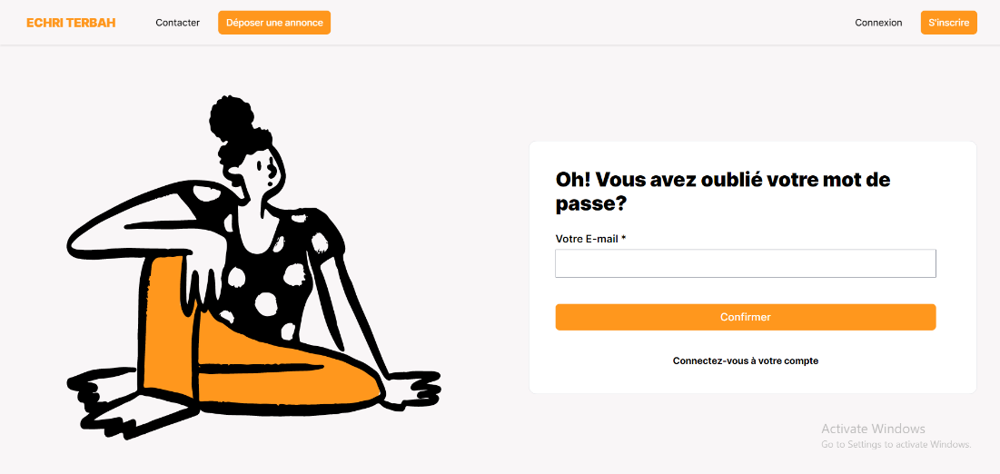 ECHRI TERBAH
Contacter
Déposer une annonce
Connexion
S'inscrire
Oh! Vous avez oublié votre mot de
passe?
Votre E-mail *
Confirmer
Connectez-vous à votre compte
Activate Windows
Go to Settings to activate Windows.